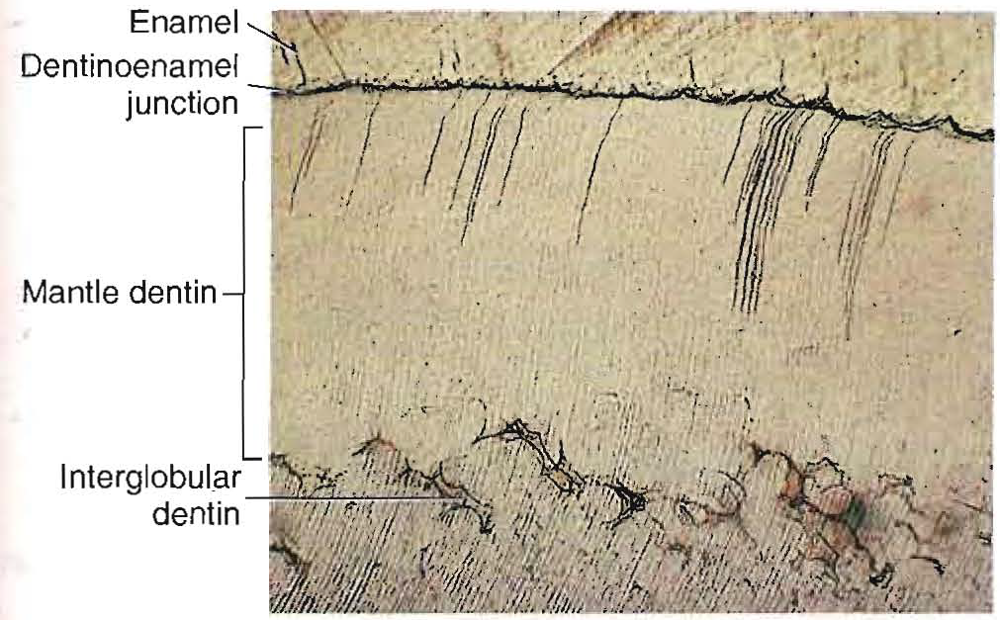 Enamel
Dentinoenamel
junction
Mantle dentin
Interglobular
dentin